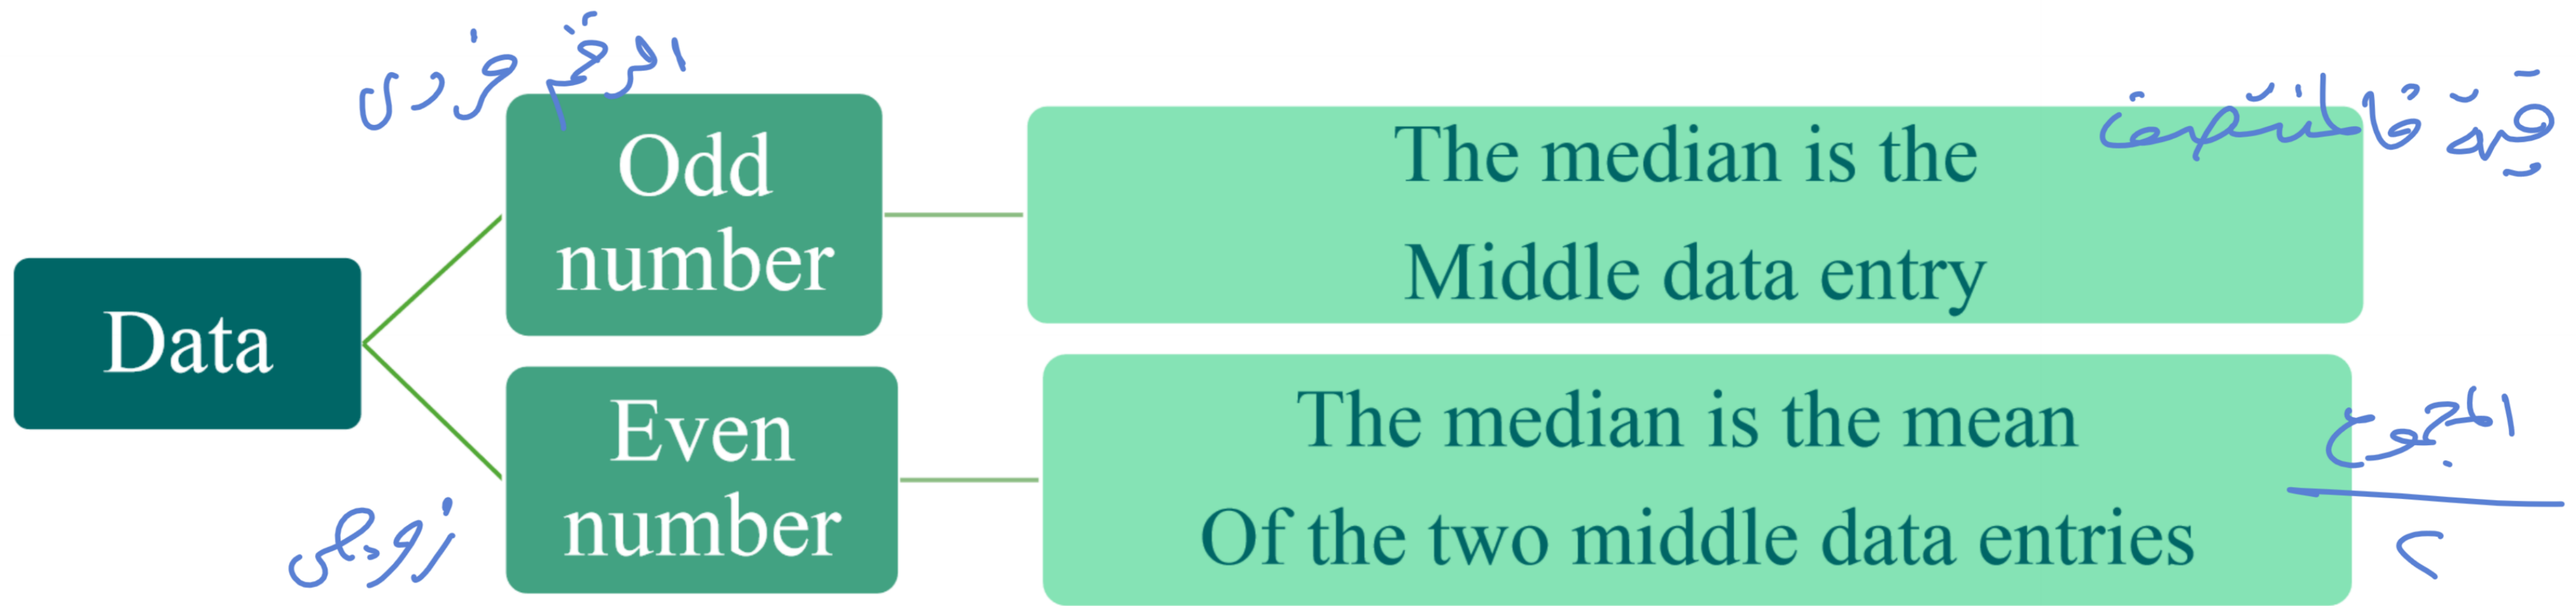 الرقم فردي
Odd
number
The median is the
Middle data entry
قيمة فالمنتصف
Data
Even
number
زوجي
The median is the mean
Of the two middle data entries
المجموع
٢